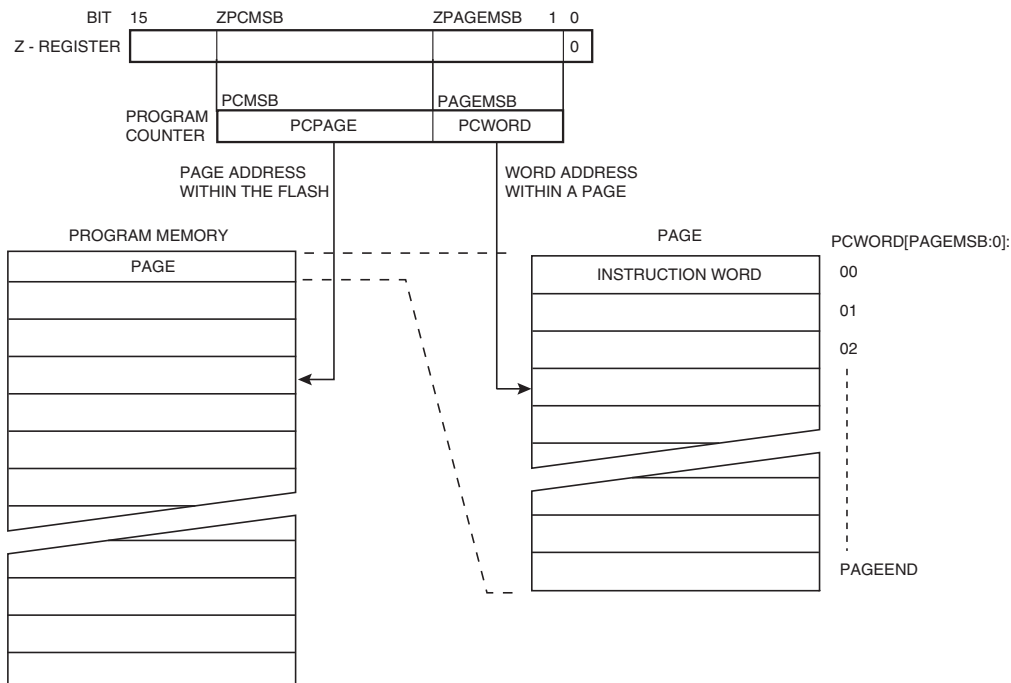 BIT 15 ZPCMSB ZPAGEMSB 1 0
Z - REGISTER 0
PCMSB PAGEMSB
PROGRAM
COUNTER
PCPAGE PCWORD
PAGE ADDRESS
WITHIN THE FLASH
WORD ADDRESS
WITHIN A PAGE
PROGRAM MEMORY
PAGE
PAGE
PCWORD[PAGEMSB:0]:
INSTRUCTION WORD
00
01
02
PAGEEND